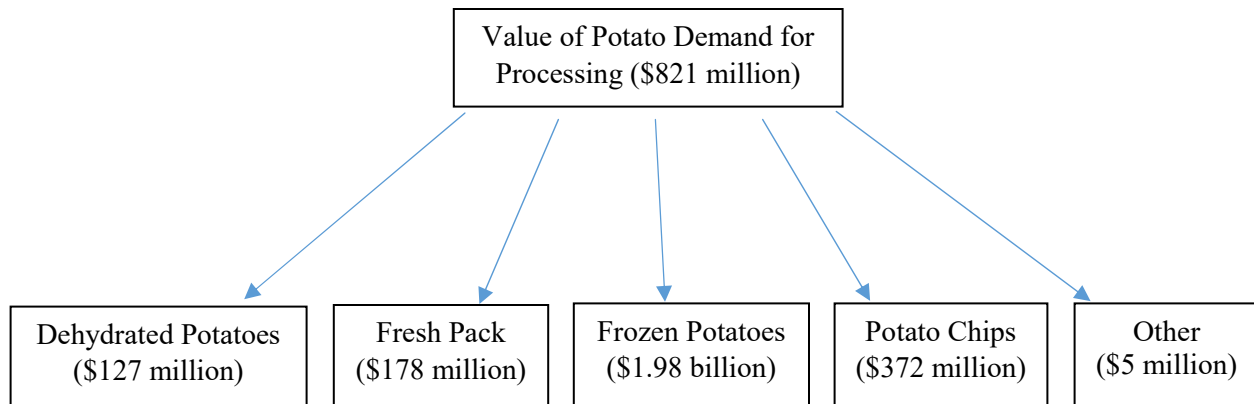 Value of Potato Demand for
Processing ($821 million)
Dehydrated Potatoes
($127 million)
Fresh Pack
($178 million)
Frozen Potatoes
($1.98 billion)
Potato Chips
($372 million)
Other
($5 million)